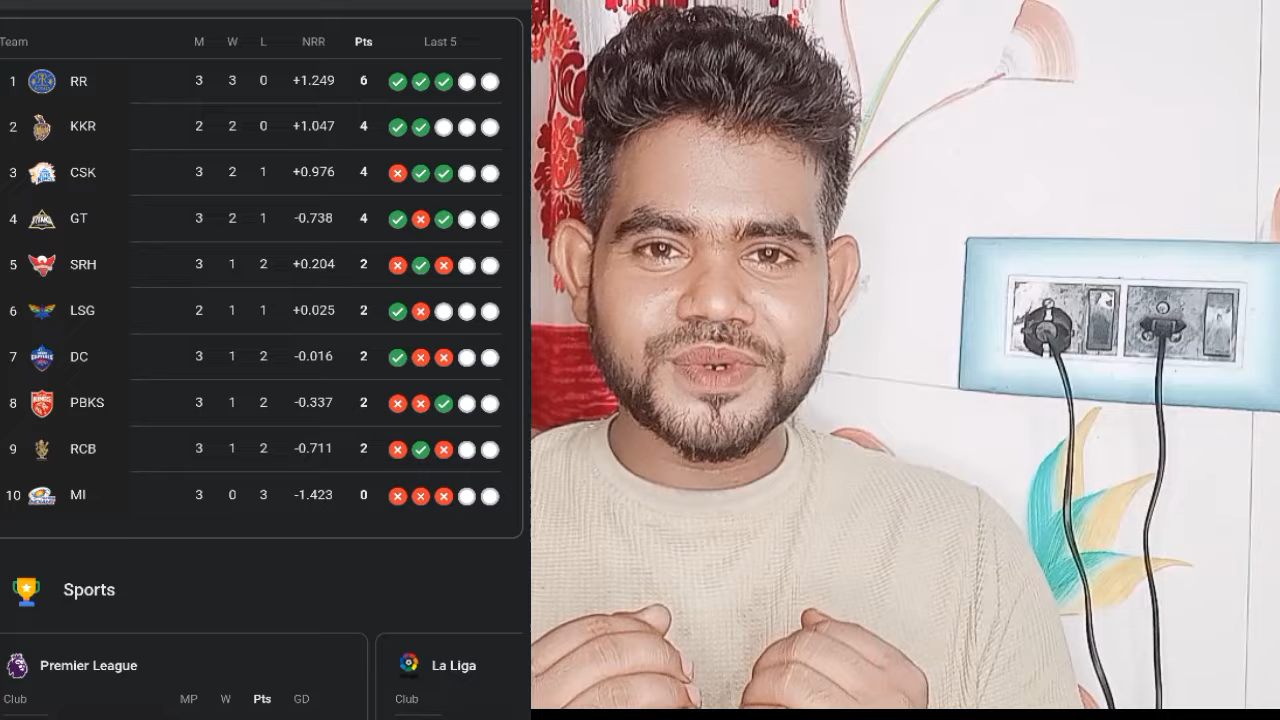 Team M W L NRR Pts Last 5
1 RR 3 3 0 +1.249 6
2 KKR 2 2 0 +1.047 4
3 CSK 3 2 1 +0.976 4
4 GT 3 2 1 -0.738 4
5 SRH 3 1 2 +0.204 2
6 LSG 2 1 1 +0.025 2
7 DC 3 1 2 -0.016 2
8 PBKS 3 1 2 -0.337 2
9 RCB 3 1 2 -0.711 2
10 MI 3 0 3 -1.423 0
Sports
Premier League
Club MP W Pts GD
La Liga
Club